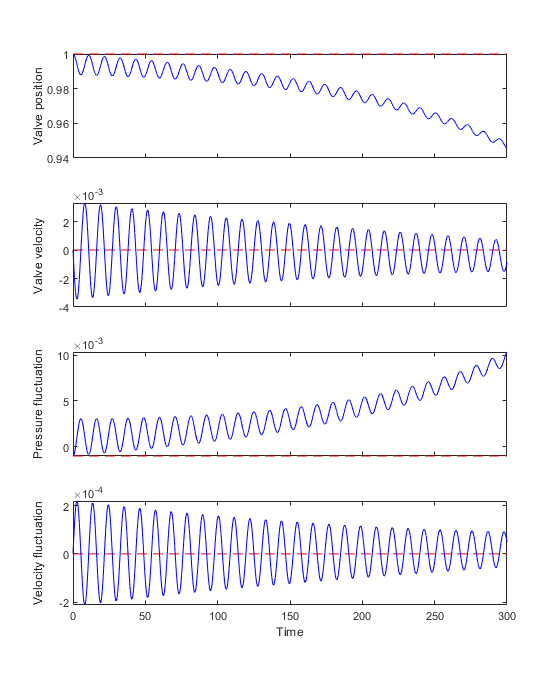 1
0.98
0.96
0.94
Valve position
×10-3
2
0
-2
-4
Valve velocity
×10-3
10
5
0
Pressure fluctuation
×10-4
2
0
-2
Velocity fluctuation
0 50 100 150 200 250 300
Time